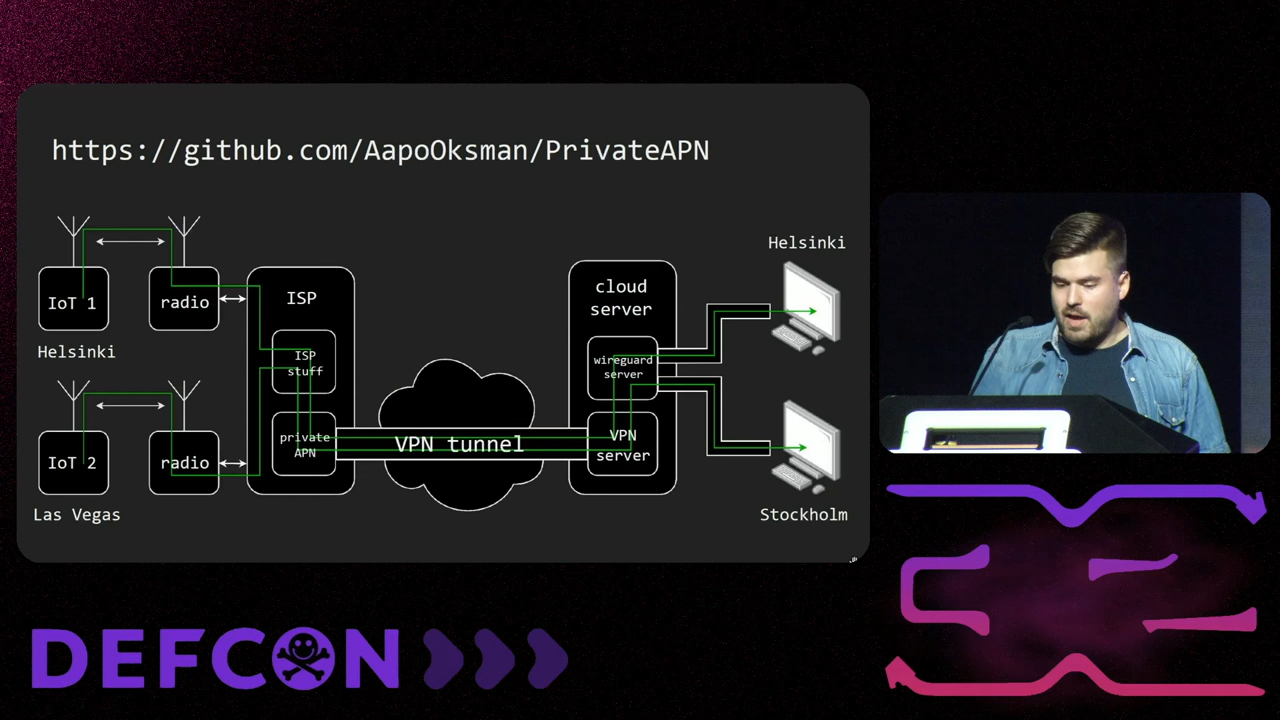 https://github.com/AapoOksman/PrivateAPN
Helsinki
IoT 1
radio
ISP
cloud
server
ISP
stuff
wireguard
server
Helsinki
IoT 2
radio
private
APN
VPN tunnel
VPN
server
Las Vegas
Stockholm
DEFCON